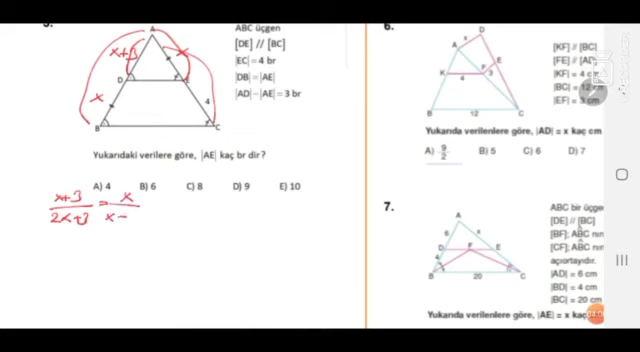 5.
ABC üçgen
[DE] // [BC]
|EC| = 4 br
|DB| = |AE|
|AD| – |AE| = 3 br
A
x+3
x
D
E
x
4
B
C
Yukarıdaki verilere göre, |AE| kaç br dir?
A) 4 B) 6 C) 8 D) 9 E) 10
x+3
2x+3
=
x
x –
6.
D
x
A
E
K
F
4
3
B
12
C
[KF] // [BC]
[FE] // [AD]
|KF| = 4 cm
|BC| = 12 cm
|EF| = 3 cm
Yukarıda verilenlere göre, |AD| = x kaç cm
A) 9/2 B) 5 C) 6 D) 7
7.
A
6
x
D
F
E
4
B
20
C
ABC bir üçgen
[DE] // [BC]
[BF]; ABC nın
[CF]; ABC nın
açıortayıdır.
|AD| = 6 cm
|BD| = 4 cm
|BC| = 20 cm
Yukarıda verilenlere göre, |AE| = x kaç